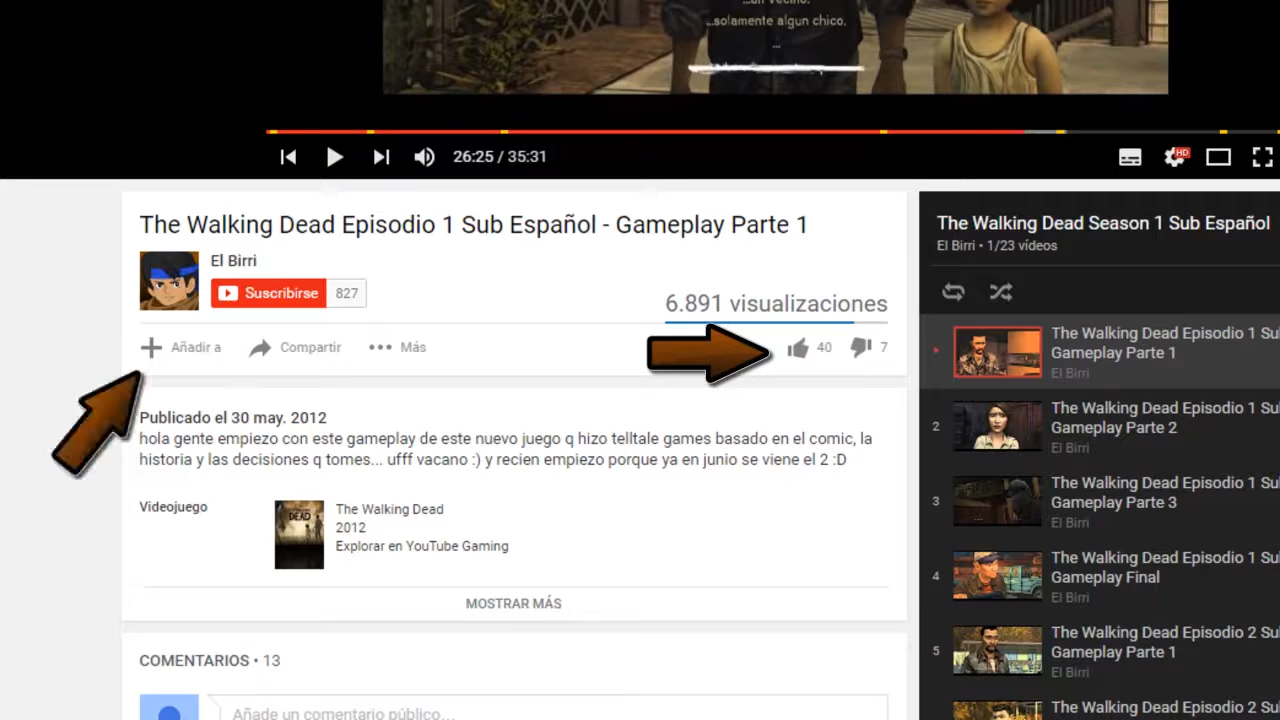 ...un vecino.
...solamente algun chico.
...
26:25 / 35:31
HD
The Walking Dead Episodio 1 Sub Español - Gameplay Parte 1
El Birri
Suscribirse 827
6.891 visualizaciones
Añadir a Compartir Más 40 7
Publicado el 30 may. 2012
hola gente empiezo con este gameplay de este nuevo juego q hizo telltale games basado en el comic, la
historia y las decisiones q tomes... ufff vacano :) y recien empiezo porque ya en junio se viene el 2 :D
Videojuego
DEAD
The Walking Dead
2012
Explorar en YouTube Gaming
MOSTRAR MÁS
COMENTARIOS • 13
Añade un comentario público...
The Walking Dead Season 1 Sub Español
El Birri • 1/23 vídeos
The Walking Dead Episodio 1 Su
Gameplay Parte 1
El Birri
2
The Walking Dead Episodio 1 Su
Gameplay Parte 2
El Birri
3
The Walking Dead Episodio 1 Su
Gameplay Parte 3
El Birri
4
The Walking Dead Episodio 1 Su
Gameplay Final
El Birri
5
The Walking Dead Episodio 2 Su
Gameplay Parte 1
El Birri
The Walking Dead Episodio 2 Su